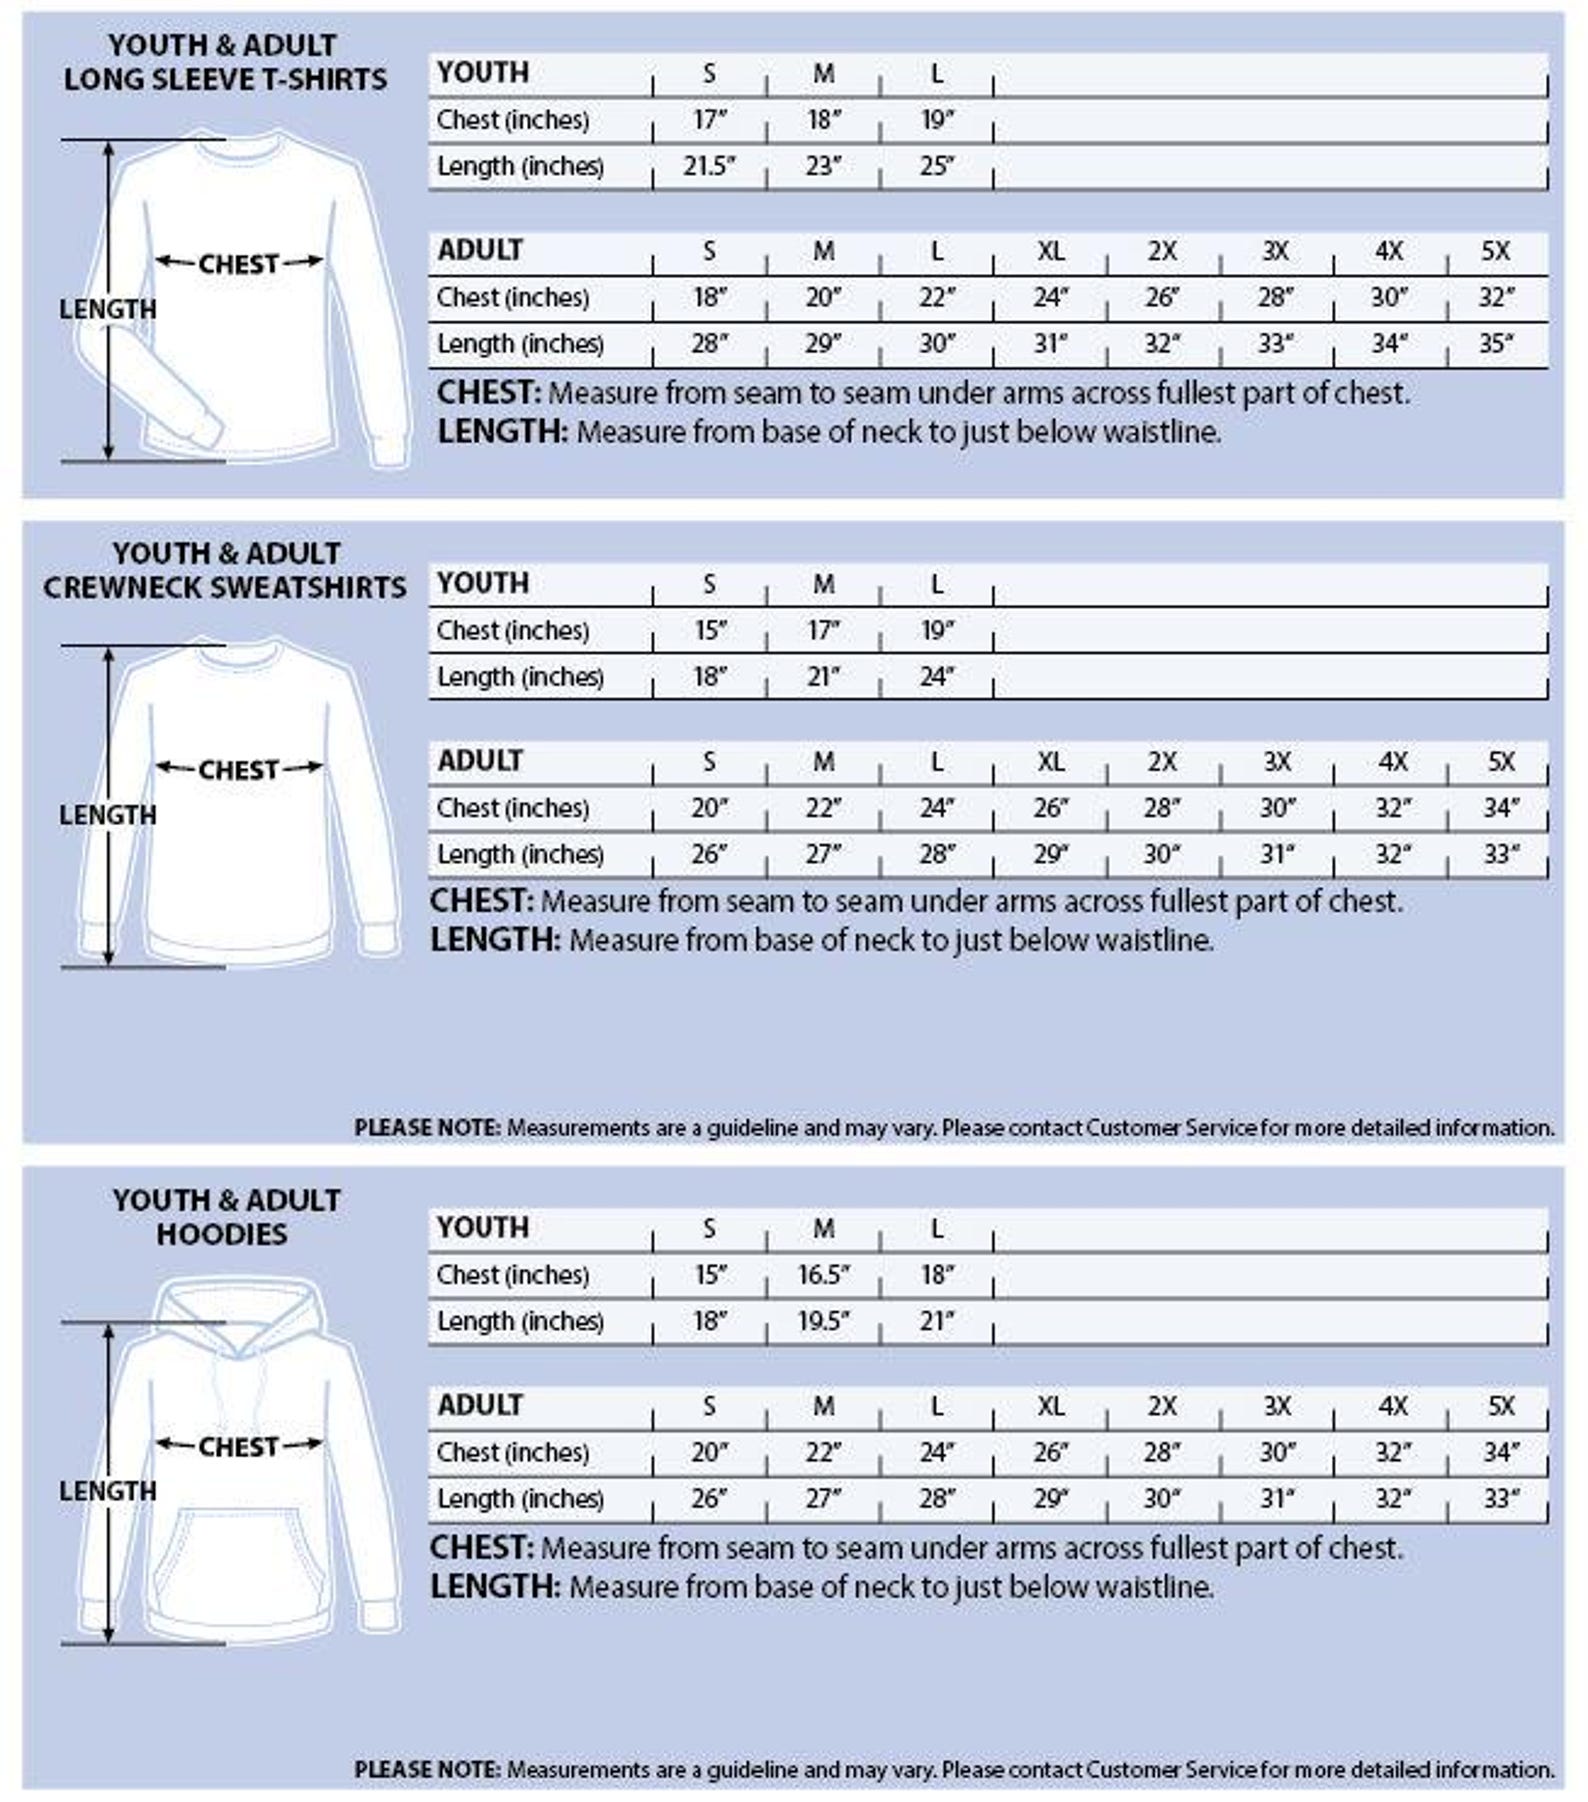 YOUTH & ADULT
LONG SLEEVE T-SHIRTS
LENGTH
CHEST
YOUTH S M L
Chest (inches) 17” 18” 19”
Length (inches) 21.5” 23” 25”
ADULT S M L XL 2X 3X 4X 5X
Chest (inches) 18” 20” 22” 24” 26” 28” 30” 32”
Length (inches) 28” 29” 30” 31” 32” 33” 34” 35”
CHEST: Measure from seam to seam under arms across fullest part of chest.
LENGTH: Measure from base of neck to just below waistline.
YOUTH & ADULT
CREWNECK SWEATSHIRTS
CHEST
LENGTH
YOUTH S M L
Chest (inches) 15” 17” 19”
Length (inches) 18” 21” 24”
ADULT S M L XL 2X 3X 4X 5X
Chest (inches) 20” 22” 24” 26” 28” 30” 32” 34”
Length (inches) 26” 27” 28” 29” 30” 31” 32” 33”
CHEST: Measure from seam to seam under arms across fullest part of chest.
LENGTH: Measure from base of neck to just below waistline.
PLEASE NOTE: Measurements are a guideline and may vary. Please contact Customer Service for more detailed information.
YOUTH & ADULT
HOODIES
CHEST
LENGTH
YOUTH S M L
Chest (inches) 15” 16.5” 18”
Length (inches) 18” 19.5” 21”
ADULT S M L XL 2X 3X 4X 5X
Chest (inches) 20” 22” 24” 26” 28” 30” 32” 34”
Length (inches) 26” 27” 28” 29” 30” 31” 32” 33”
CHEST: Measure from seam to seam under arms across fullest part of chest.
LENGTH: Measure from base of neck to just below waistline.
PLEASE NOTE: Measurements are a guideline and may vary. Please contact Customer Service for more detailed information.